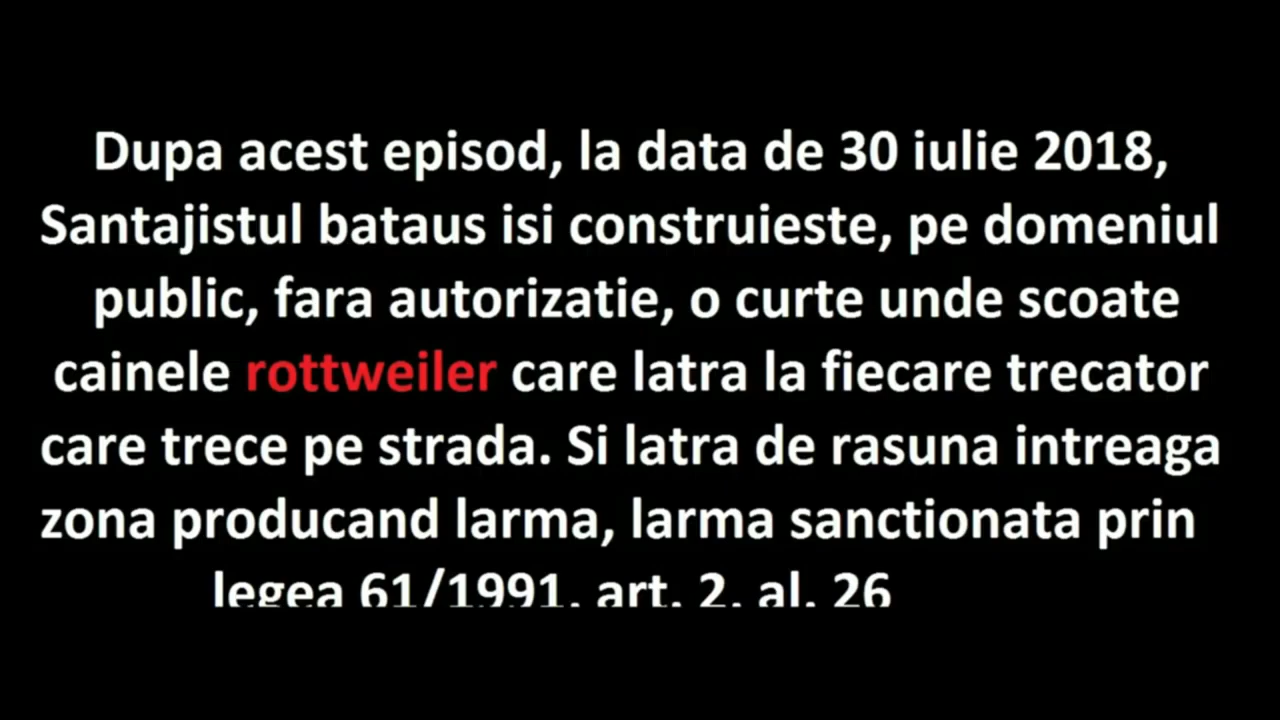 Dupa acest episod, la data de 30 iulie 2018,
Santajistul bataus isi construieste, pe domeniul
public, fara autorizatie, o curte unde scoate
cainele rottweiler care latra la fiecare trecator
care trece pe strada. Si latra de rasuna intreaga
zona producand larma, larma sanctionata prin
legea 61/1991, art. 2, al. 26